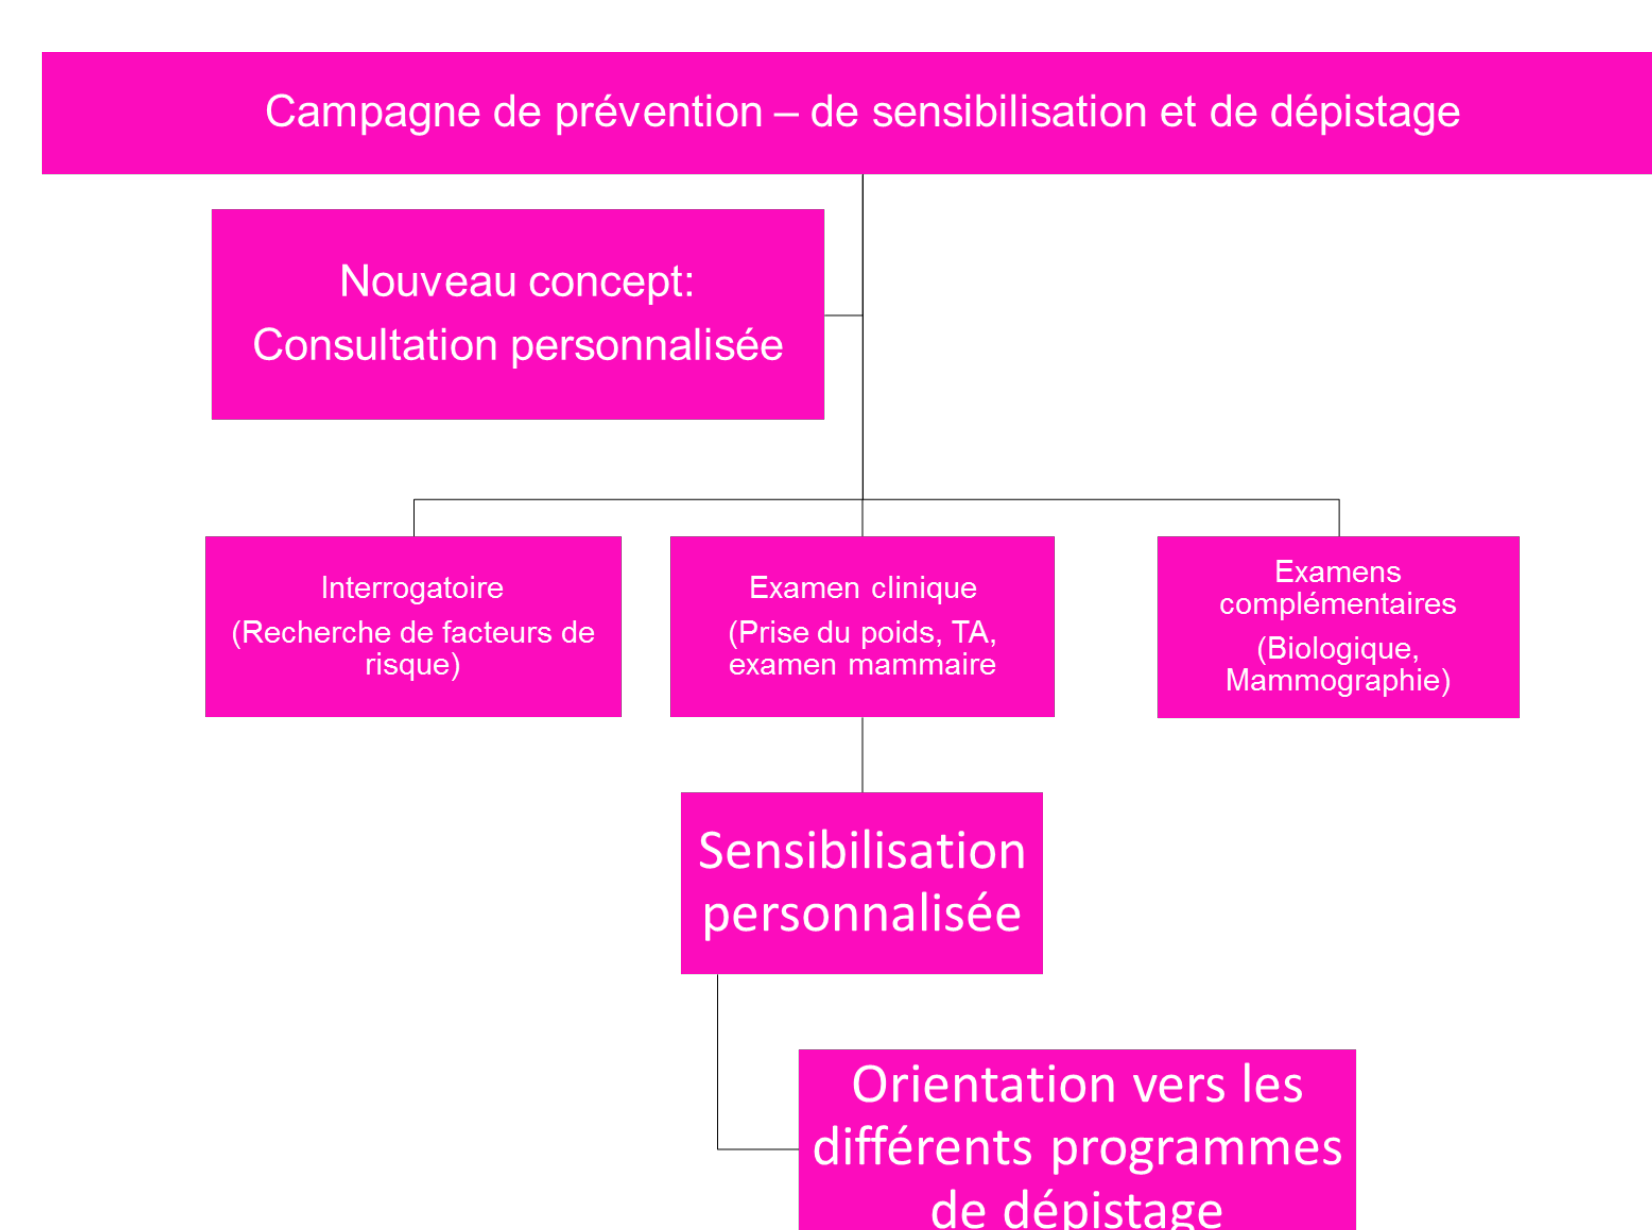 Campagne de prévention – de sensibilisation et de dépistage
Nouveau concept:
Consultation personnalisée
Interrogatoire
(Recherche de facteurs de
risque)
Examen clinique
(Prise du poids, TA,
examen mammaire
Examens
complémentaires
(Biologique,
Mammographie)
Sensibilisation
personnalisée
Orientation vers les
différents programmes
de dépistage